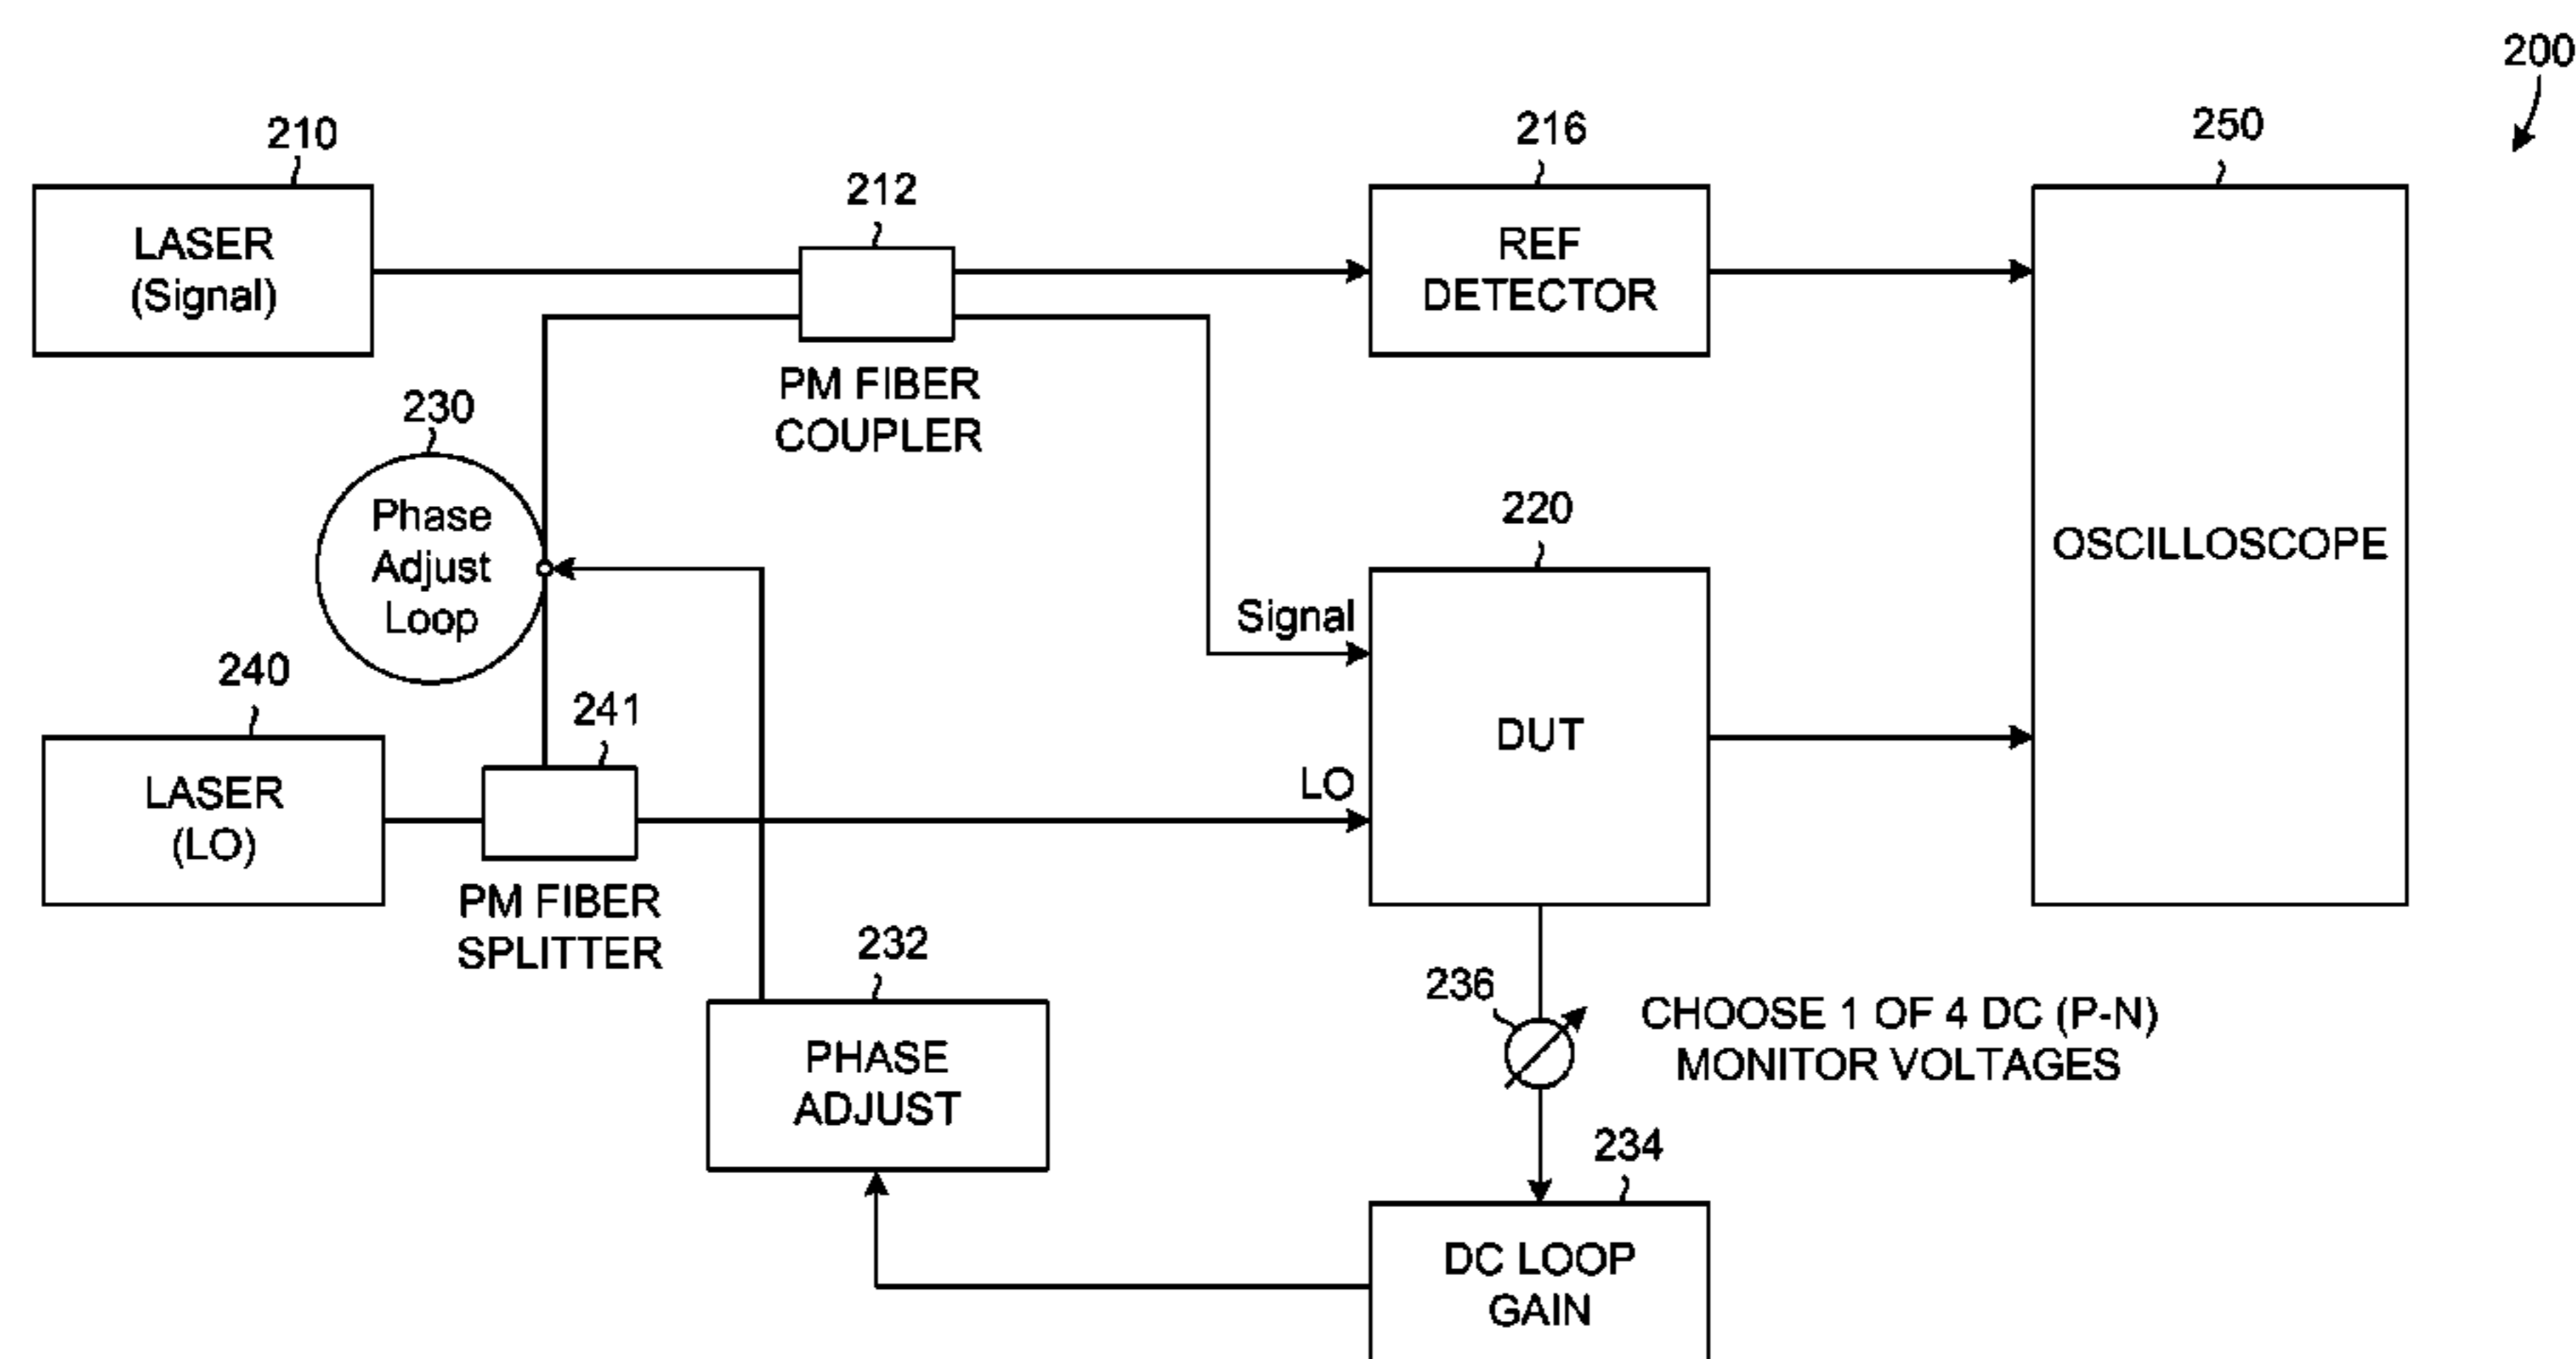 200
210
LASER
(Signal)
212
PM FIBER
COUPLER
216
REF
DETECTOR
250
OSCILLOSCOPE
230
Phase
Adjust
Loop
220
Signal
DUT
LO
240
LASER
(LO)
241
PM FIBER
SPLITTER
232
PHASE
ADJUST
236
CHOOSE 1 OF 4 DC (P-N)
MONITOR VOLTAGES
234
DC LOOP
GAIN